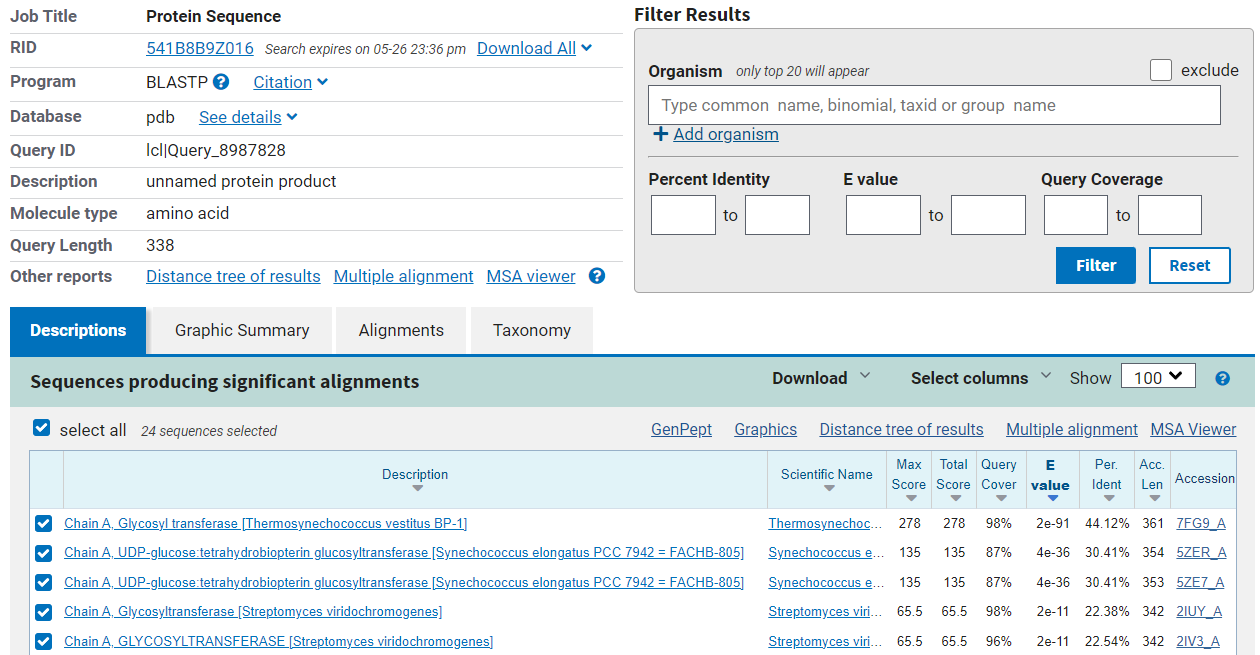 Job Title Protein Sequence
RID 541B8B9Z016 Search expires on 05-26 23:36 pm Download All
Program BLASTP ? Citation
Database pdb See details
Query ID lcl|Query_8987828
Description unnamed protein product
Molecule type amino acid
Query Length 338
Other reports Distance tree of results Multiple alignment MSA viewer ?
Filter Results
Organism only top 20 will appear exclude
Type common name, binomial, taxid or group name
+ Add organism
Percent Identity E value Query Coverage
to to to
Filter Reset
Descriptions Graphic Summary Alignments Taxonomy
Sequences producing significant alignments Download Select columns Show 100 ?
select all 24 sequences selected GenPept Graphics Distance tree of results Multiple alignment MSA Viewer
Description Scientific Name Max Score Total Score Query Cover E value Per. Ident Acc. Len Accession
Chain A, Glycosyl transferase [Thermosynechococcus vestitus BP-1] Thermosynechoc... 278 278 98% 2e-91 44.12% 361 7FG9_A
Chain A, UDP-glucose:tetrahydrobiopterin glucosyltransferase [Synechococcus elongatus PCC 7942 = FACHB-805] Synechococcus e... 135 135 87% 4e-36 30.41% 354 5ZER_A
Chain A, UDP-glucose:tetrahydrobiopterin glucosyltransferase [Synechococcus elongatus PCC 7942 = FACHB-805] Synechococcus e... 135 135 87% 4e-36 30.41% 353 5ZE7_A
Chain A, Glycosyltransferase [Streptomyces viridochromogenes] Streptomyces viri... 65.5 65.5 98% 2e-11 22.38% 342 2IUY_A
Chain A, GLYCOSYLTRANSFERASE [Streptomyces viridochromogenes] Streptomyces viri... 65.5 65.5 96% 2e-11 22.54% 342 2IV3_A